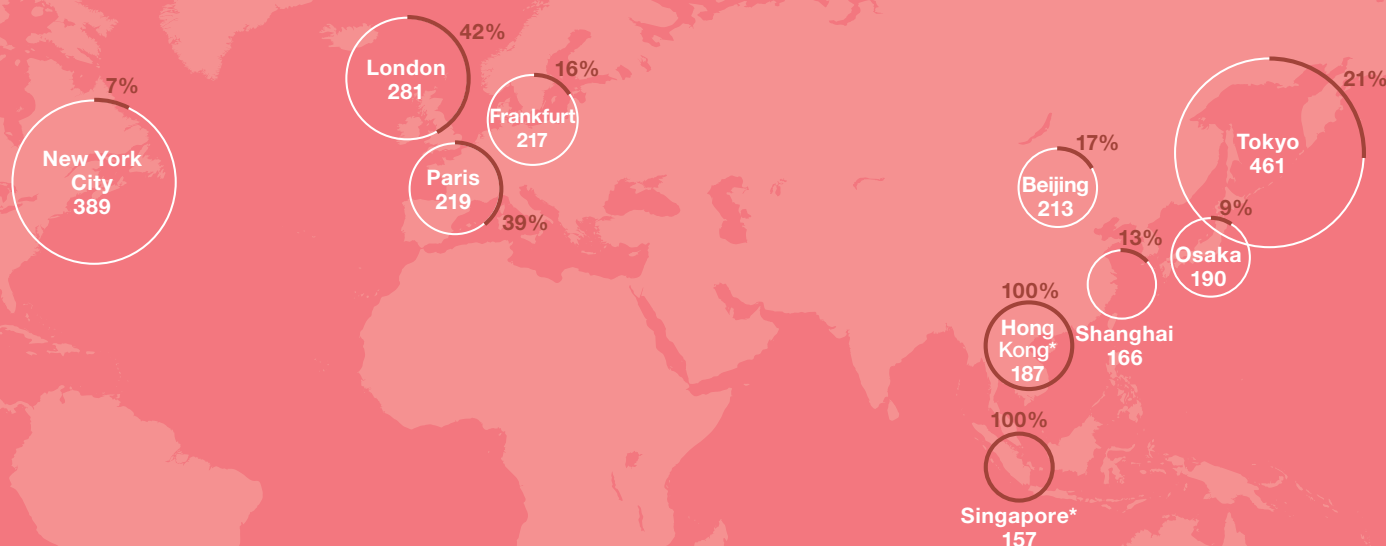 7%
New York
City
389
42%
London
281
16%
Frankfurt
217
Paris
219
39%
17%
Beijing
213
21%
Tokyo
461
9%
Osaka
190
13%
Shanghai
166
100%
Hong
Kong*
187
100%
Singapore*
157